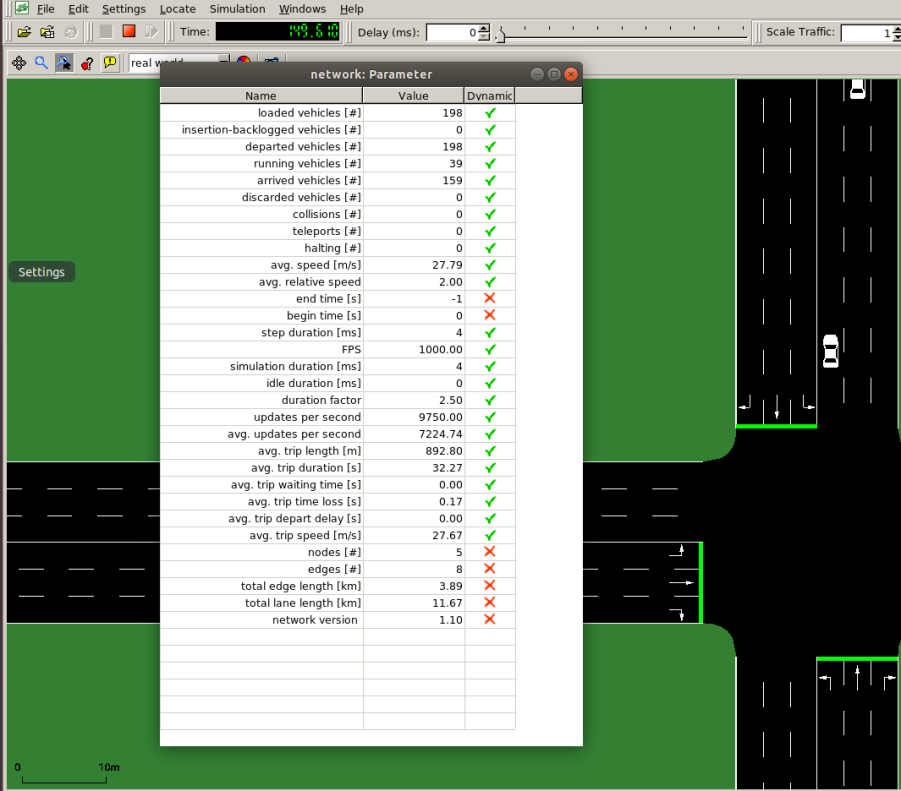 File Edit Settings Locate Simulation Windows Help
Time: 149.610 Delay (ms): 0 Scale Traffic: 1
real wo
network: Parameter
Name Value Dynamic
loaded vehicles [#] 198
insertion-backlogged vehicles [#] 0
departed vehicles [#] 198
running vehicles [#] 39
arrived vehicles [#] 159
discarded vehicles [#] 0
collisions [#] 0
teleports [#] 0
halting [#] 0
avg. speed [m/s] 27.79
avg. relative speed 2.00
end time [s] -1
begin time [s] 0
step duration [ms] 4
FPS 1000.00
simulation duration [ms] 4
idle duration [ms] 0
duration factor 2.50
updates per second 9750.00
avg. updates per second 7224.74
avg. trip length [m] 892.80
avg. trip duration [s] 32.27
avg. trip waiting time [s] 0.00
avg. trip time loss [s] 0.17
avg. trip depart delay [s] 0.00
avg. trip speed [m/s] 27.67
nodes [#] 5
edges [#] 8
total edge length [km] 3.89
total lane length [km] 11.67
network version 1.10
Settings
0 10m